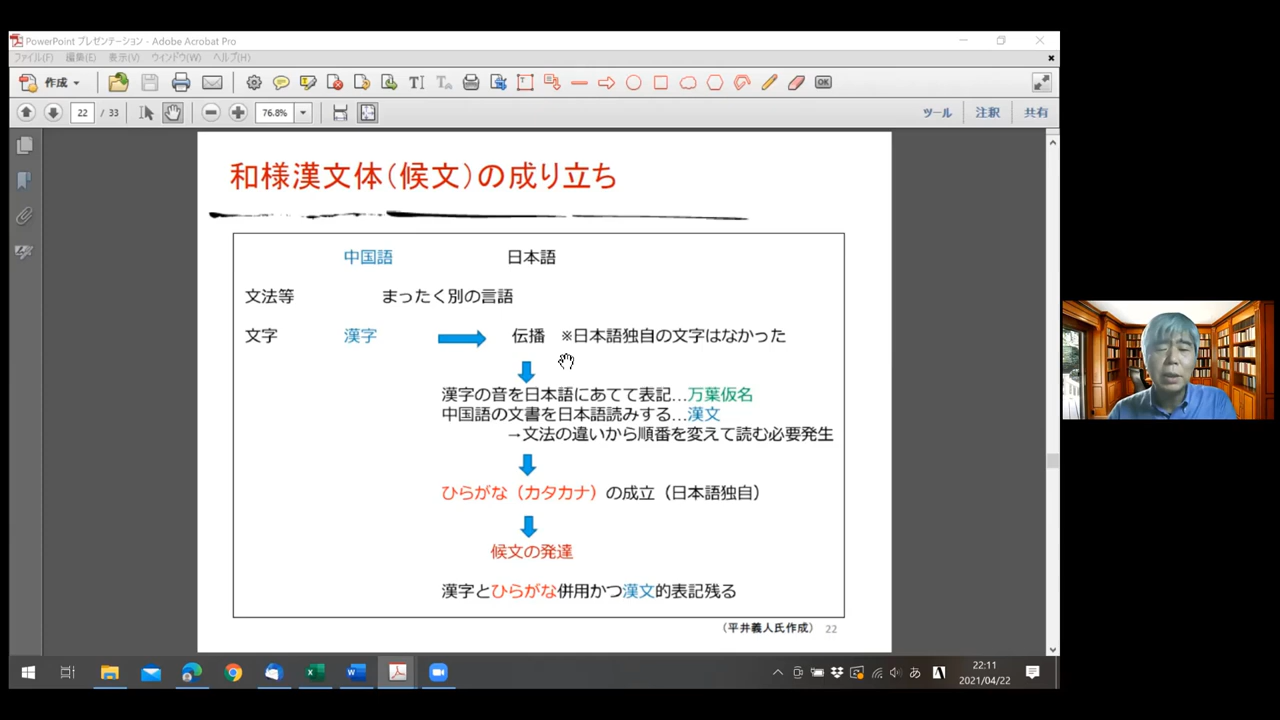 PowerPoint プレゼンテーション - Adobe Acrobat Pro
ファイル(F) 編集(E) 表示(V) ウィンドウ(W) ヘルプ(H)
作成
OK
22 / 33 76.8% ツール 注釈 共有
和様漢文体(候文)の成り立ち
中国語 日本語
文法等 まったく別の言語
文字 漢字 伝播 ※日本語独自の文字はなかった
漢字の音を日本語にあてて表記…万葉仮名
中国語の文書を日本語読みする…漢文
→文法の違いから順番を変えて読む必要発生
ひらがな（カタカナ）の成立（日本語独自）
候文の発達
漢字とひらがな併用かつ漢文的表記残る
（平井義人氏作成） 22
あ A 22:11
2021/04/22